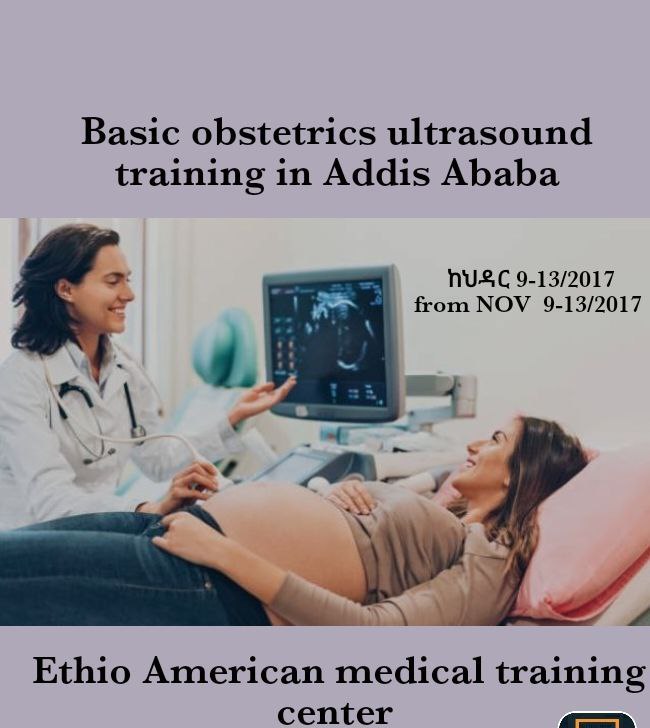 Basic obstetrics ultrasound
training in Addis Ababa
ከህዳር 9-13/2017
from NOV 9-13/2017
Ethio American medical training
center